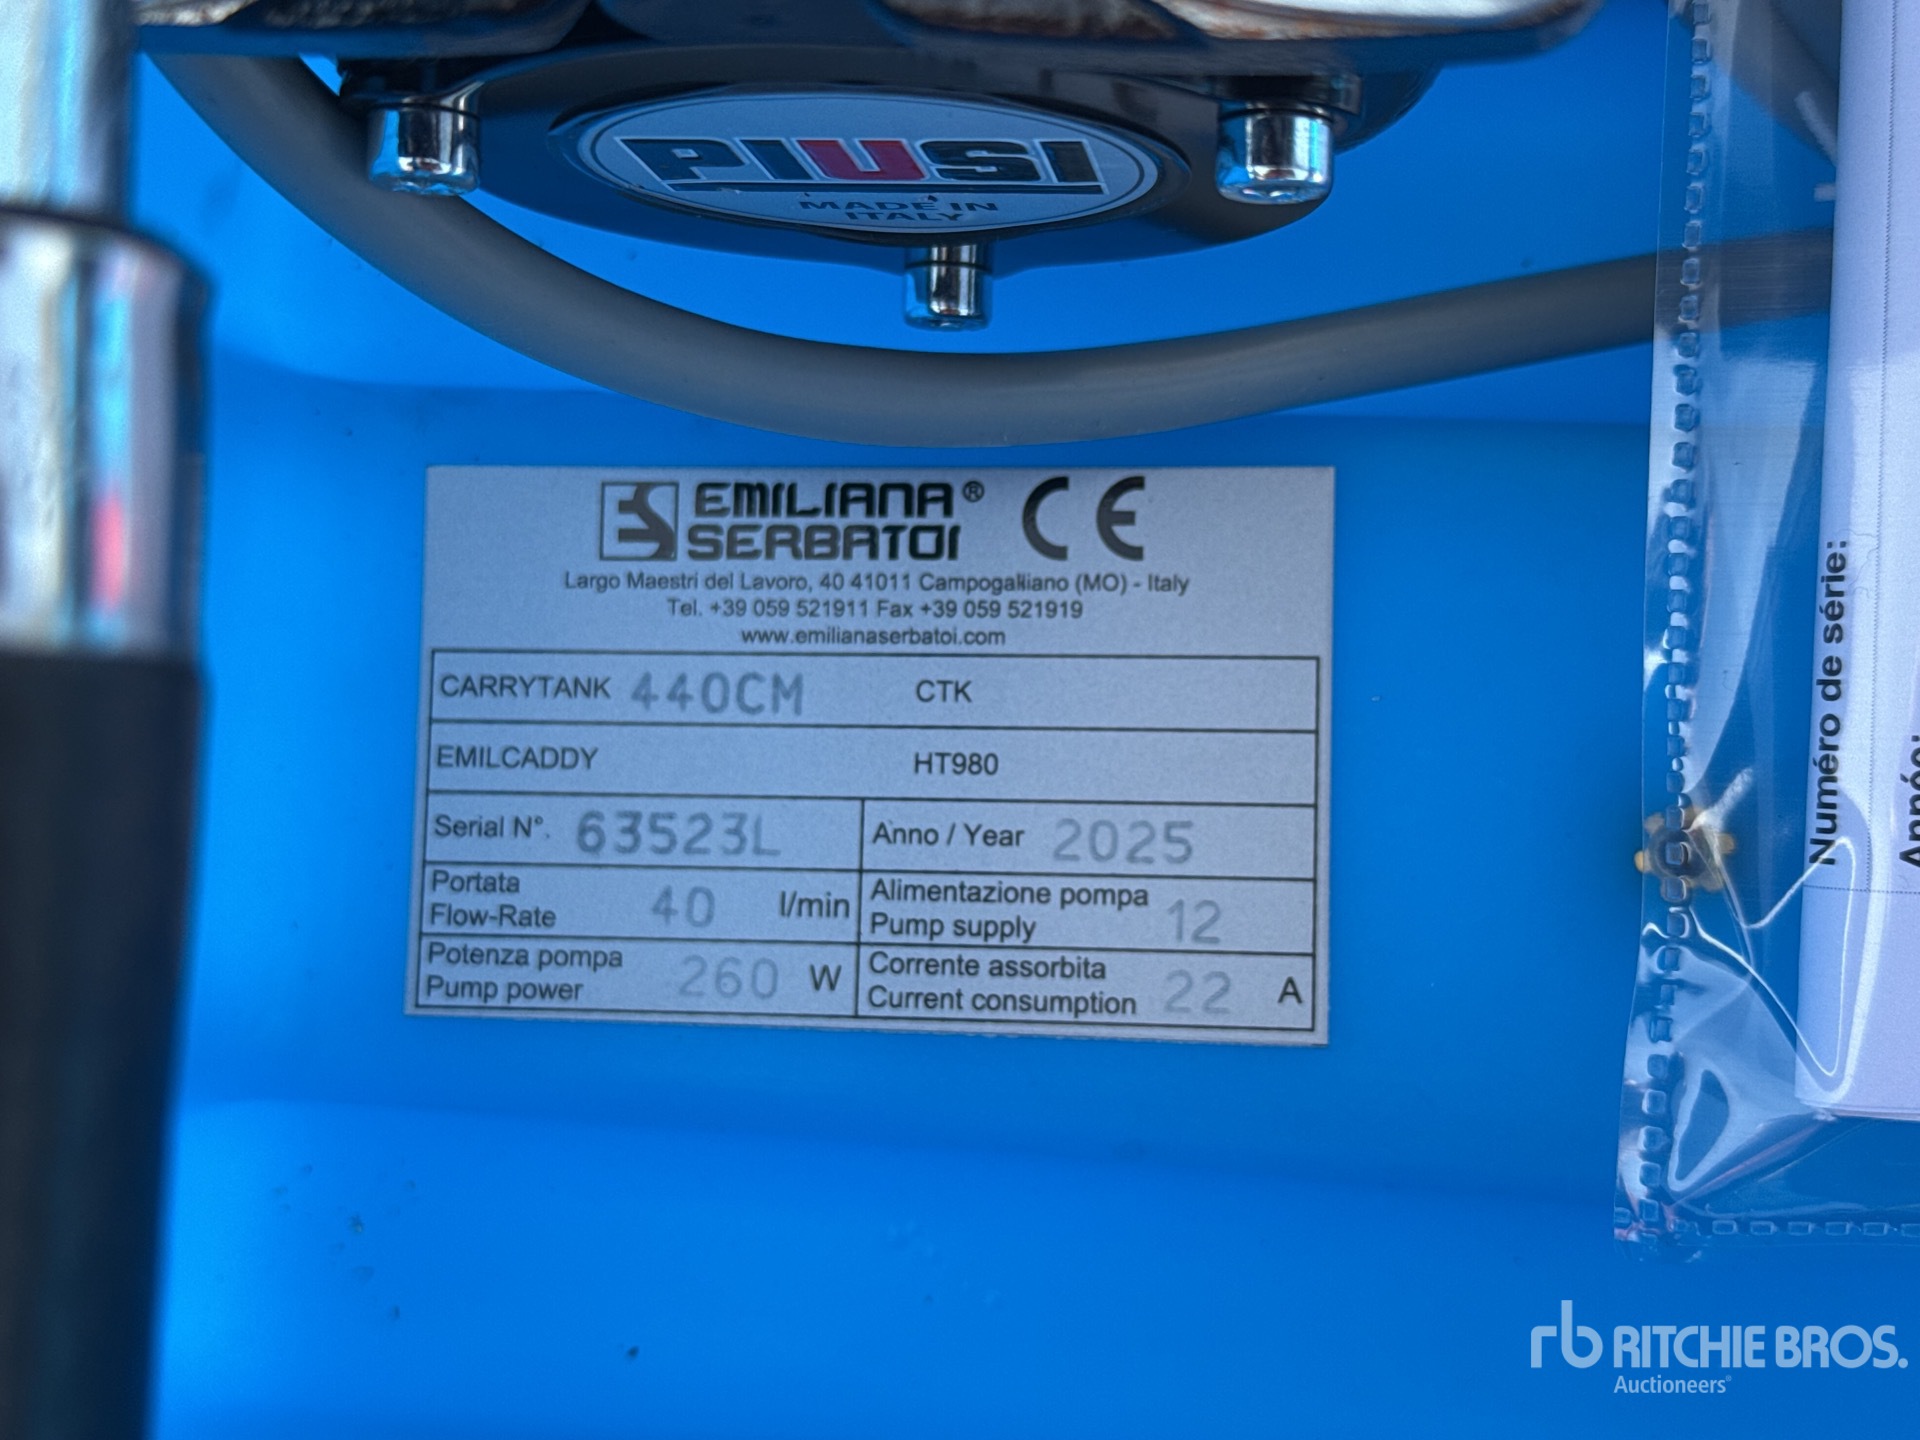 PIUSI
MADE IN
ITALY
EMILIANA®
SERBATOI
CE
Largo Maestri del Lavoro, 40 41011 Campogalliano (MO) - Italy
Tel. +39 059 521911 Fax +39 059 521919
www.emilianaserbatoi.com
CARRYTANK 440CM CTK
EMILCADDY HT980
Serial N°. 63523L Anno / Year 2025
Portata
Flow-Rate 40 l/min
Alimentazione pompa
Pump supply 12
Potenza pompa
Pump power 260 W
Corrente assorbita
Current consumption 22 A
Numéro de série:
rb RITCHIE BROS.
Auctioneers